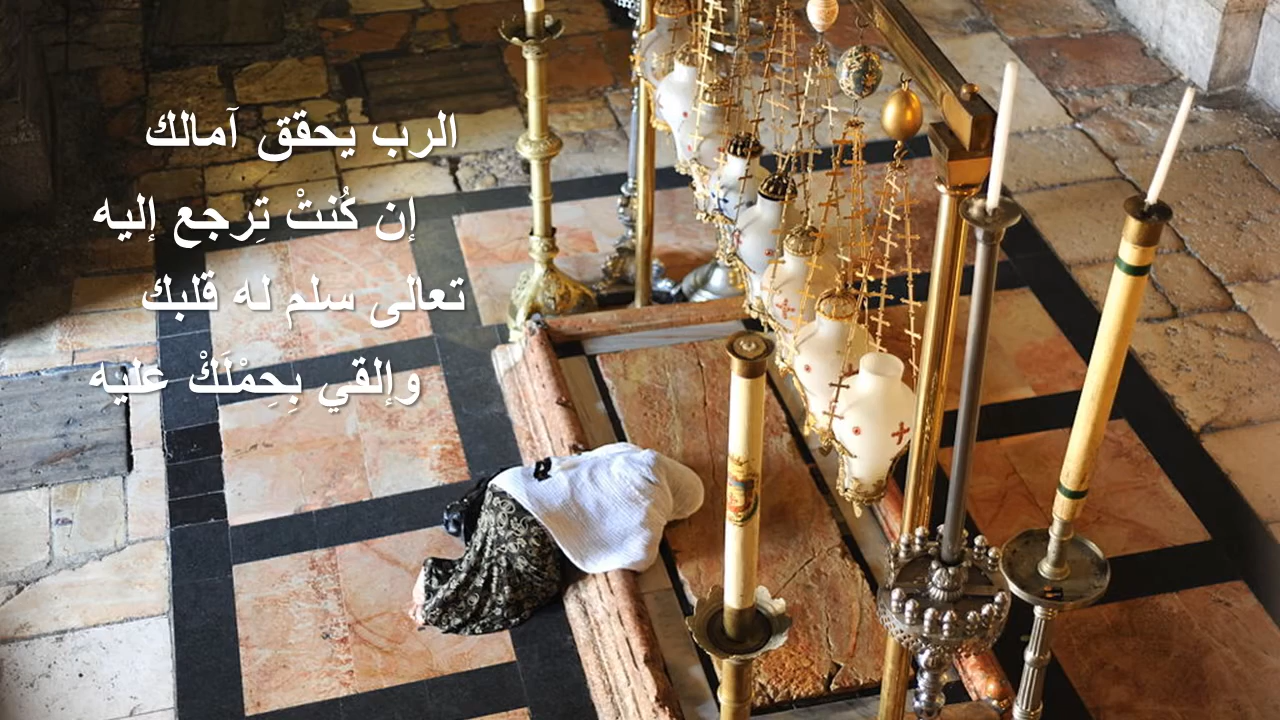 الرب يحقق آمالك
إن كُنتْ تِرجع إليه
تعالى سلم له قلبك
وإلقي بِحِمْلَكْ عليه